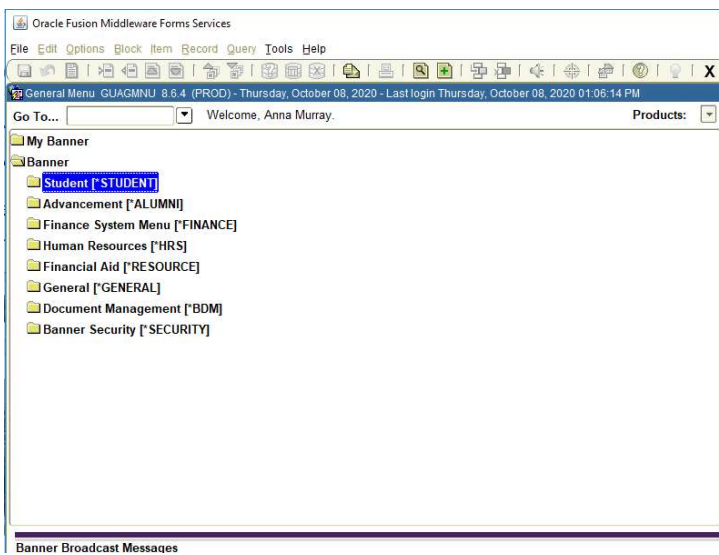 Oracle Fusion Middleware Forms Services
File Edit Options Block Item Record Query Tools Help
X
General Menu GUAGMNU 8.6.4 (PROD) - Thursday, October 08, 2020 - Last login Thursday, October 08, 2020 01:06:14 PM
Go To... Welcome, Anna Murray. Products:
My Banner
Banner
Student [*STUDENT]
Advancement [*ALUMNI]
Finance System Menu [*FINANCE]
Human Resources [*HRS]
Financial Aid [*RESOURCE]
General [*GENERAL]
Document Management [*BDM]
Banner Security [*SECURITY]
Banner Broadcast Messages